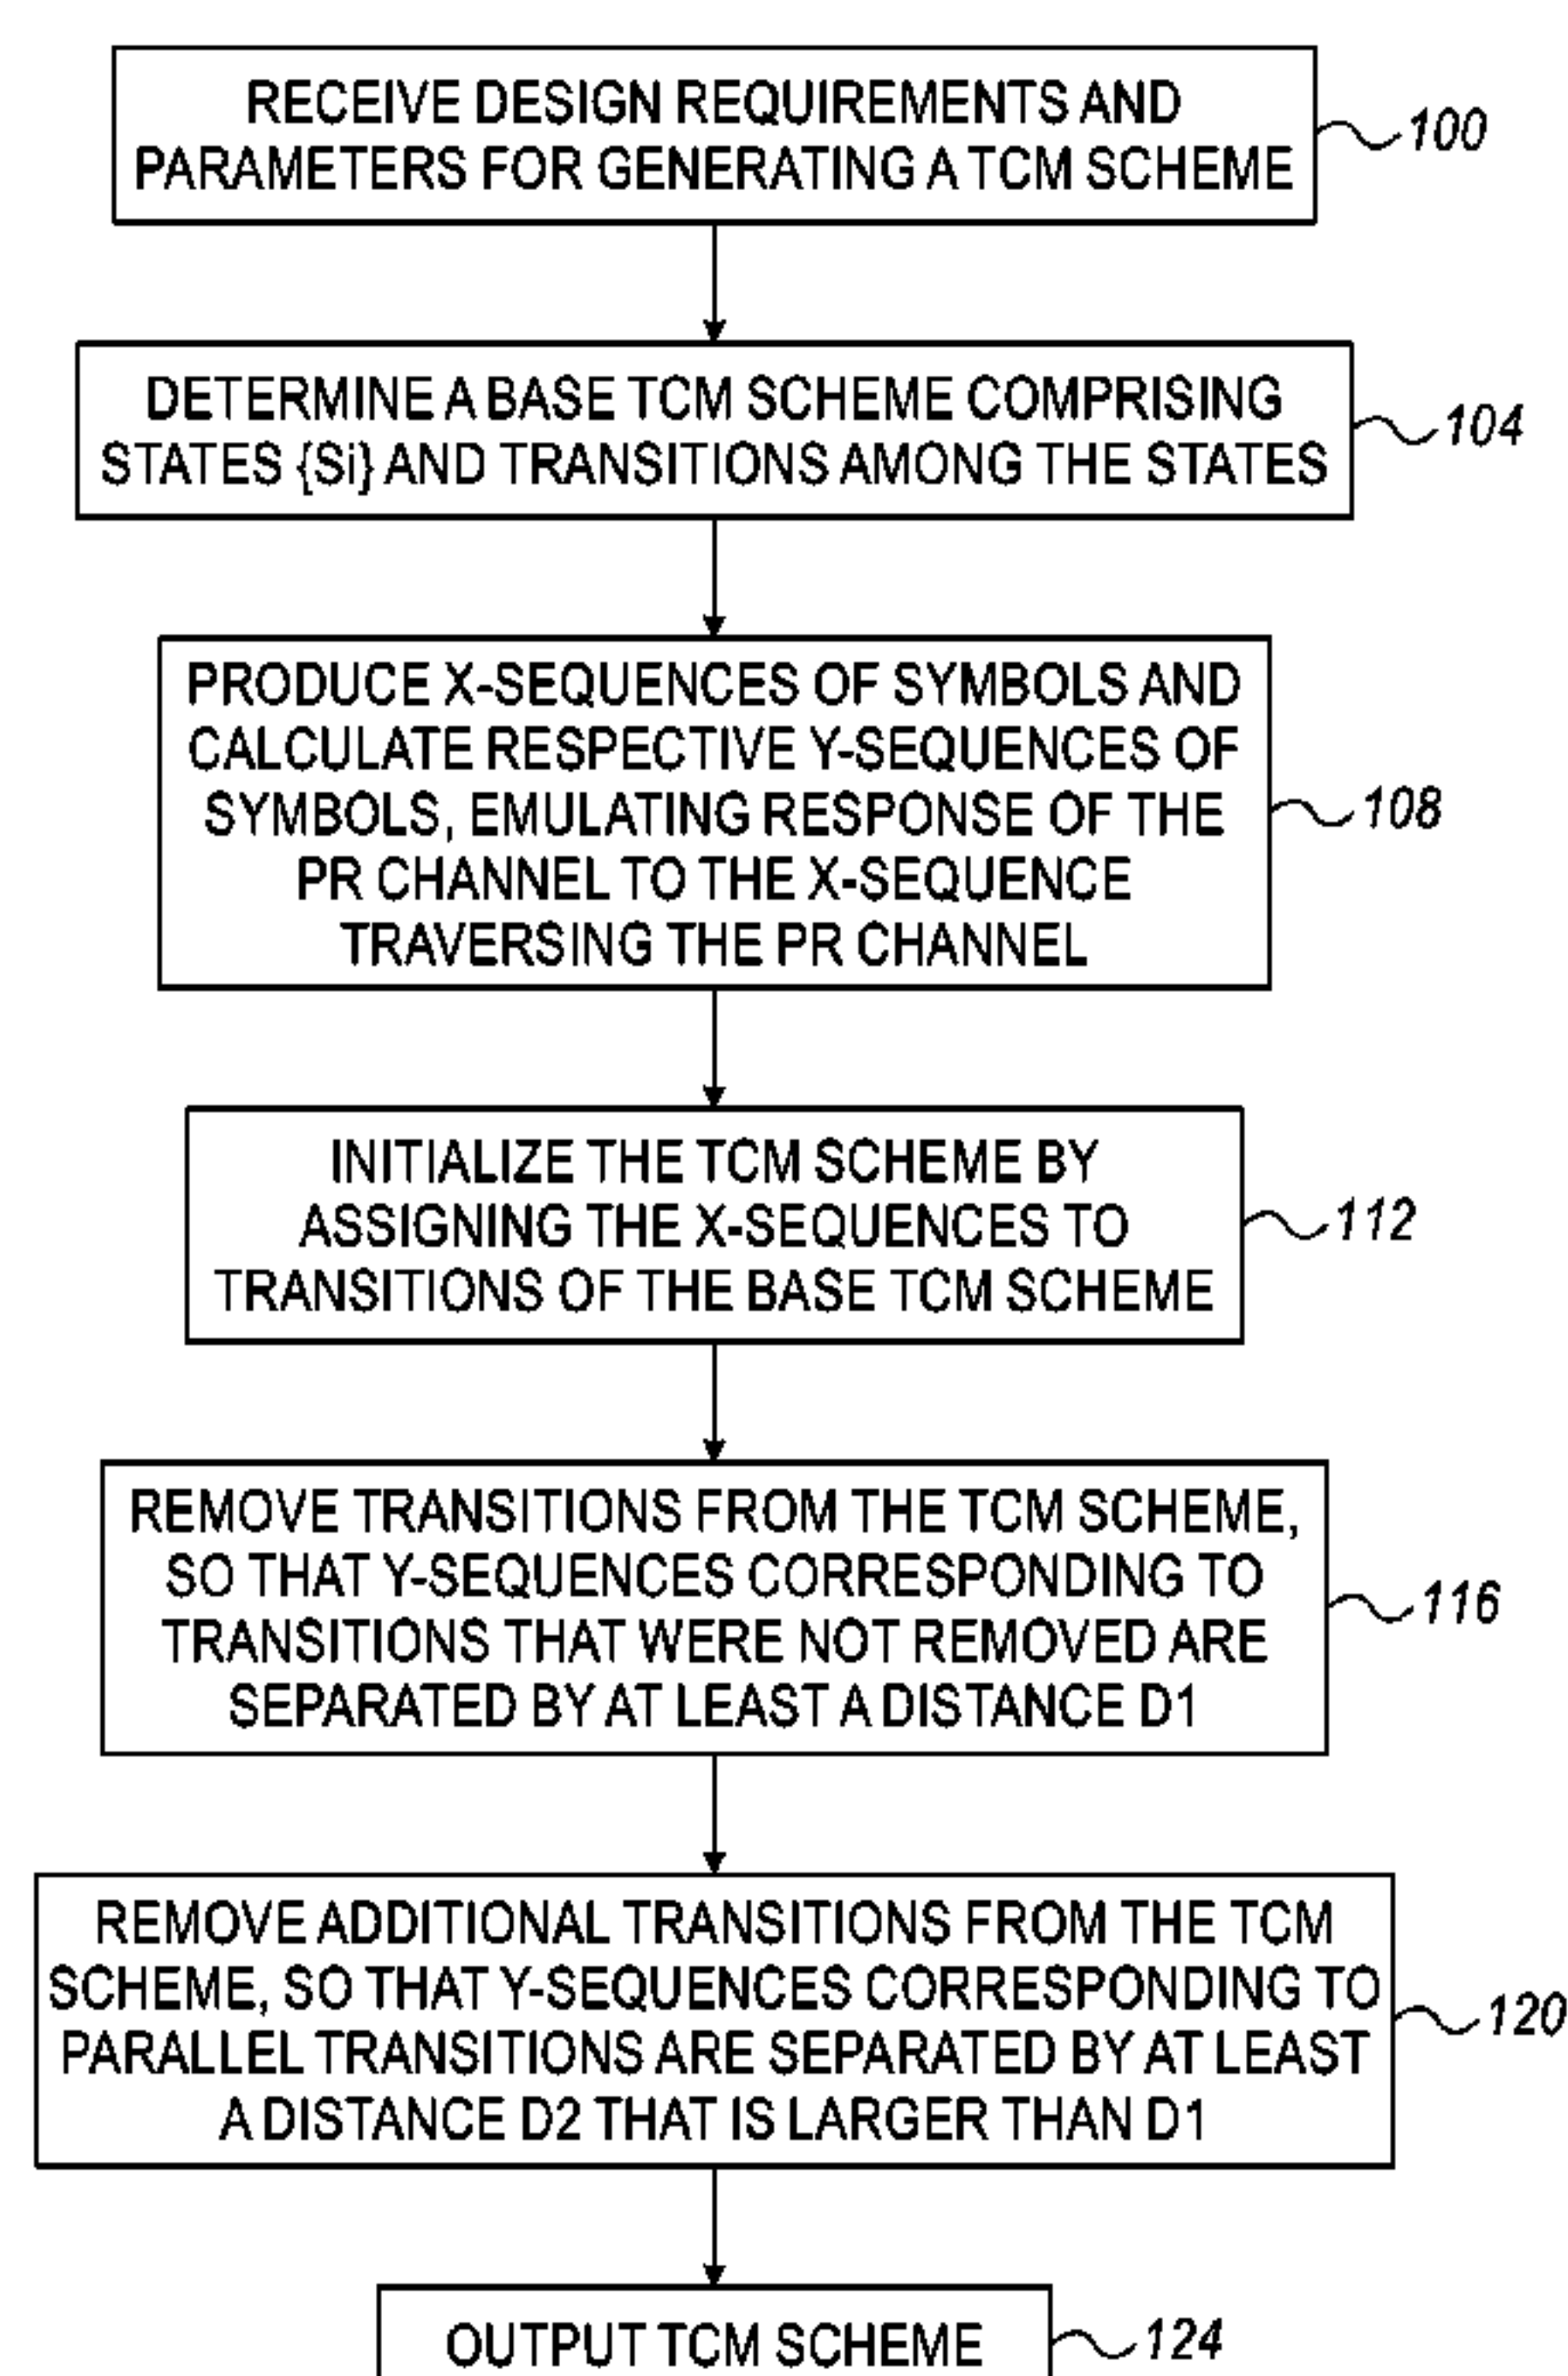 RECEIVE DESIGN REQUIREMENTS AND
PARAMETERS FOR GENERATING A TCM SCHEME
100
DETERMINE A BASE TCM SCHEME COMPRISING
STATES {Si} AND TRANSITIONS AMONG THE STATES
104
PRODUCE X-SEQUENCES OF SYMBOLS AND
CALCULATE RESPECTIVE Y-SEQUENCES OF
SYMBOLS, EMULATING RESPONSE OF THE
PR CHANNEL TO THE X-SEQUENCE
TRAVERSING THE PR CHANNEL
108
INITIALIZE THE TCM SCHEME BY
ASSIGNING THE X-SEQUENCES TO
TRANSITIONS OF THE BASE TCM SCHEME
112
REMOVE TRANSITIONS FROM THE TCM SCHEME,
SO THAT Y-SEQUENCES CORRESPONDING TO
TRANSITIONS THAT WERE NOT REMOVED ARE
SEPARATED BY AT LEAST A DISTANCE D1
116
REMOVE ADDITIONAL TRANSITIONS FROM THE TCM
SCHEME, SO THAT Y-SEQUENCES CORRESPONDING TO
PARALLEL TRANSITIONS ARE SEPARATED BY AT LEAST
A DISTANCE D2 THAT IS LARGER THAN D1
120
OUTPUT TCM SCHEME
124